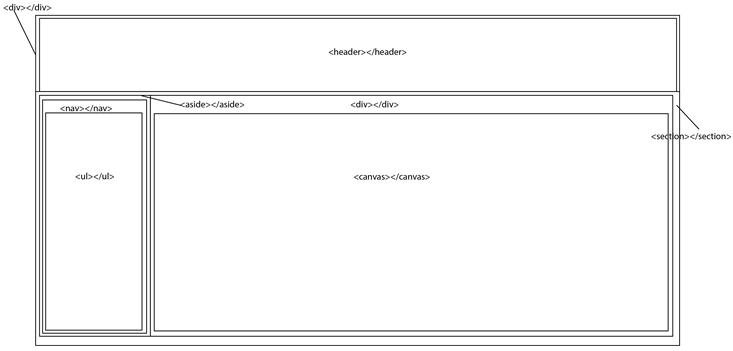 <div></div>
<header></header>
<nav></nav>
<aside></aside>
<div></div>
<section></section>
<ul></ul>
<canvas></canvas>